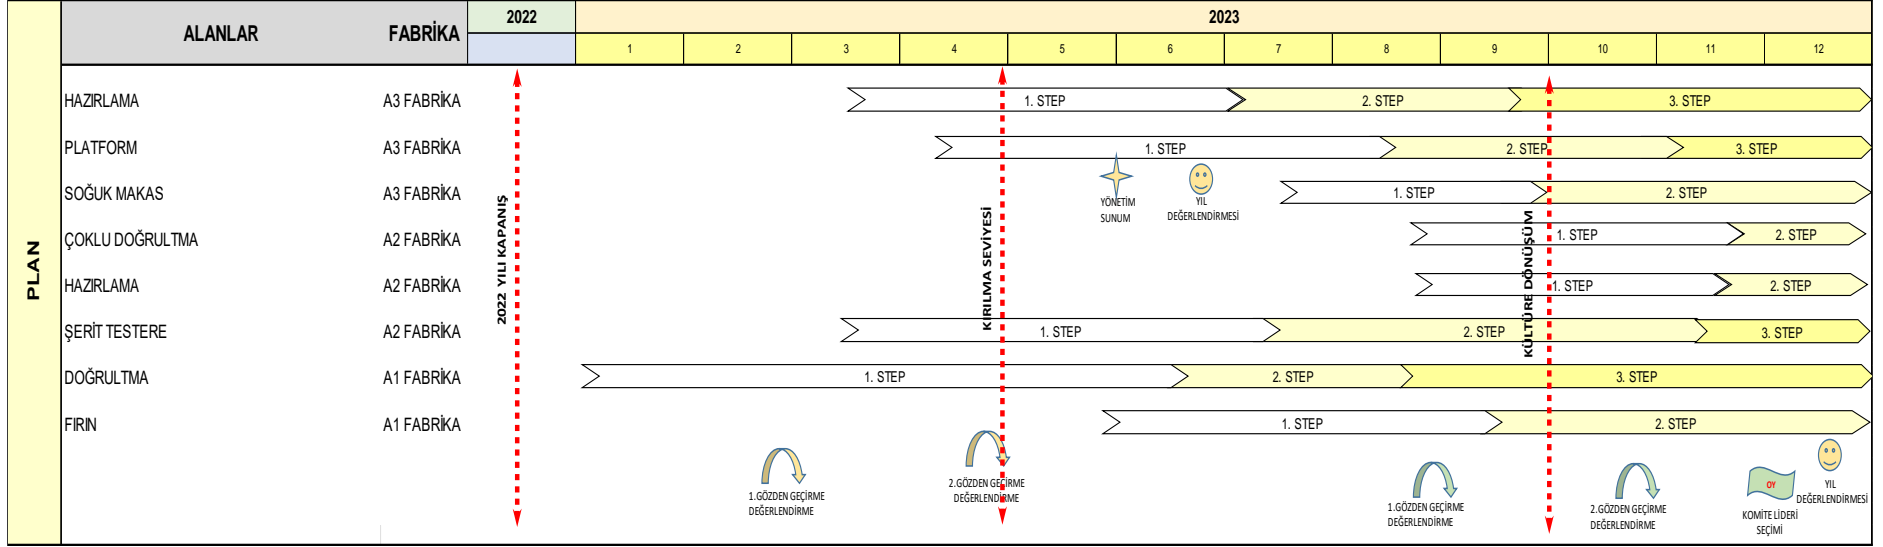 PLAN
ALANLAR FABRİKA 2022 2023
1 2 3 4 5 6 7 8 9 10 11 12
HAZIRLAMA A3 FABRİKA 1. STEP 2. STEP 3. STEP
PLATFORM A3 FABRİKA 1. STEP 2. STEP 3. STEP
SOĞUK MAKAS A3 FABRİKA 1. STEP 2. STEP
YÖNETİM
SUNUM
YIL
DEĞERLENDİRMESİ
ÇOKLU DOĞRULTMA A2 FABRİKA 1. STEP 2. STEP
HAZIRLAMA A2 FABRİKA 1. STEP 2. STEP
ŞERİT TESTERE A2 FABRİKA 1. STEP 2. STEP 3. STEP
DOĞRULTMA A1 FABRİKA 1. STEP 2. STEP 3. STEP
FIRIN A1 FABRİKA 1. STEP 2. STEP
2022 YILI KAPANIŞ
KIRILMA SEVİYESİ
KÜLTÜRE DÖNÜŞÜM
1.GÖZDEN GEÇİRME
DEĞERLENDİRME
2.GÖZDEN GEÇİRME
DEĞERLENDİRME
1.GÖZDEN GEÇİRME
DEĞERLENDİRME
2.GÖZDEN GEÇİRME
DEĞERLENDİRME
OY
KOMİTE LİDERİ
SEÇİMİ
YIL
DEĞERLENDİRMESİ